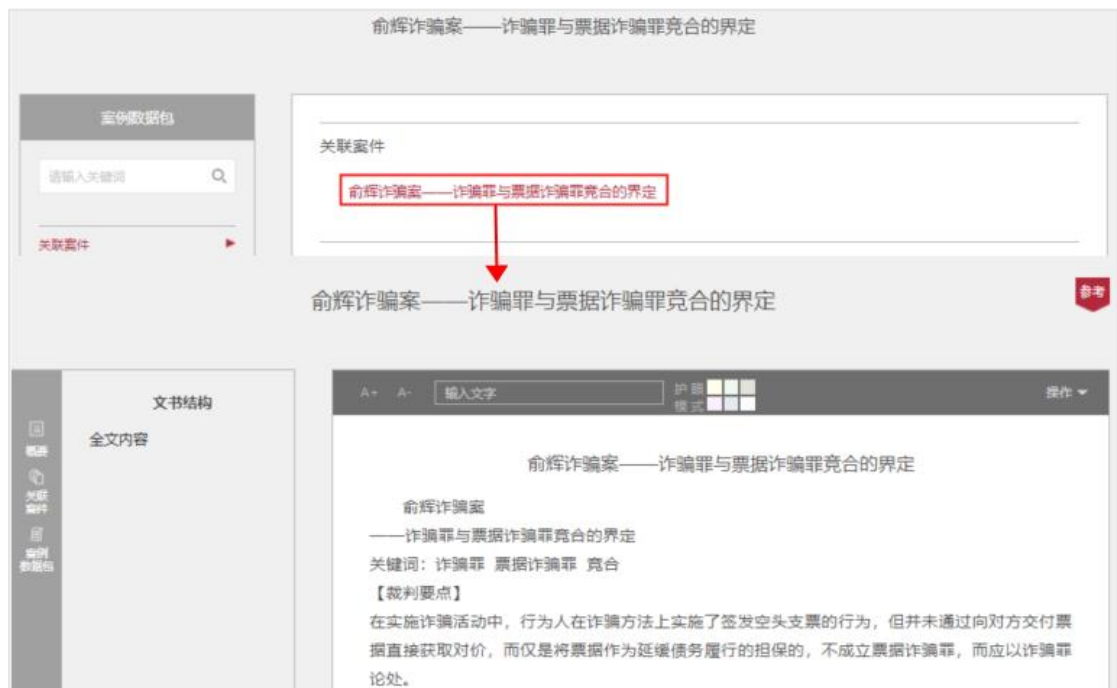 俞辉诈骗案——诈骗罪与票据诈骗罪竞合的界定
案例数据包
请输入关键词
关联案件
关联案件
俞辉诈骗案——诈骗罪与票据诈骗罪竞合的界定
俞辉诈骗案——诈骗罪与票据诈骗罪竞合的界定
参考
概要
关联
案件
案例
数据包
文书结构
全文内容
A+ A- 输入文字 护眼
模式
操作
俞辉诈骗案——诈骗罪与票据诈骗罪竞合的界定
俞辉诈骗案
——诈骗罪与票据诈骗罪竞合的界定
关键词：诈骗罪 票据诈骗罪 竞合
【裁判要点】
在实施诈骗活动中，行为人在诈骗方法上实施了签发空头支票的行为，但并未通过向对方交付票
据直接获取对价，而仅是将票据作为延缓债务履行的担保的，不成立票据诈骗罪，而应以诈骗罪
论处。